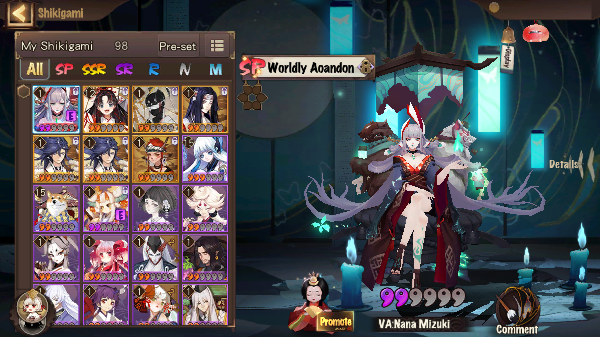 Shikigami
My Shikigami 98 Pre-set
All SP SSR SR R N M
SP Worldly Aoandon
Display
Details
Promote
VA:Nana Mizuki
Comment